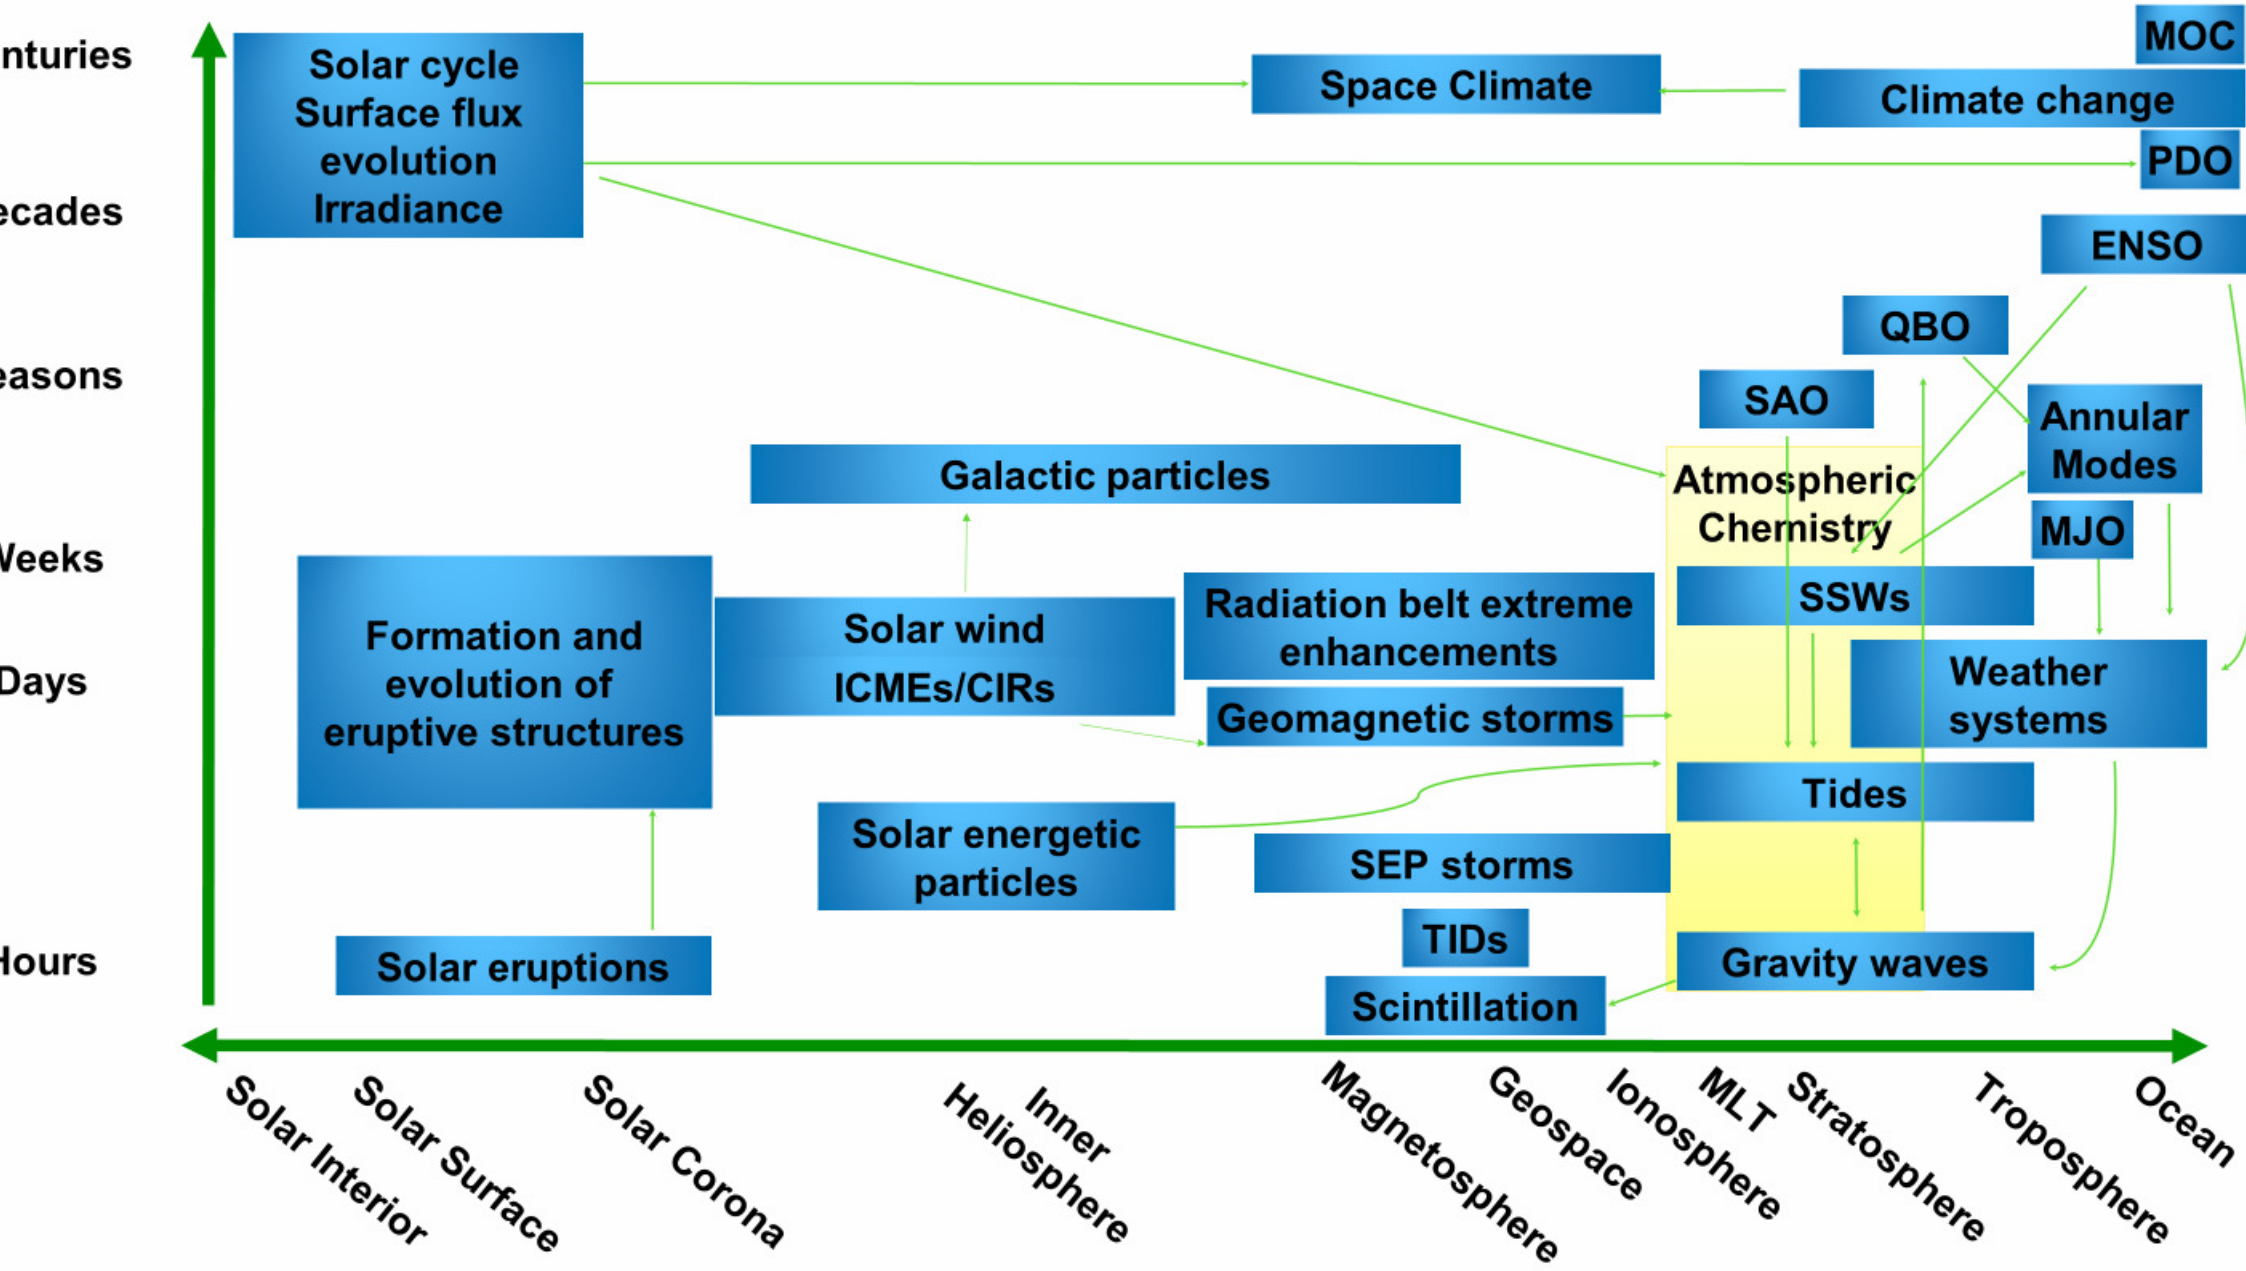 nturies
Solar cycle
Surface flux
evolution
Irradiance
Space Climate
MOC
Climate change
PDO
ecades
ENSO
QBO
easons
SAO
Annular
Modes
Galactic particles
Atmospheric
Chemistry
MJO
Weeks
Formation and
evolution of
eruptive structures
Solar wind
ICMEs/CIRs
Radiation belt extreme
enhancements
SSWs
Days
Geomagnetic storms
Weather
systems
Tides
Solar energetic
particles
SEP storms
TIDs
Hours
Solar eruptions
Scintillation
Gravity waves
Solar Interior
Solar Surface
Solar Corona
Inner
Heliosphere
Magnetosphere
Geospace
Ionosphere
MLT
Stratosphere
Troposphere
Ocean